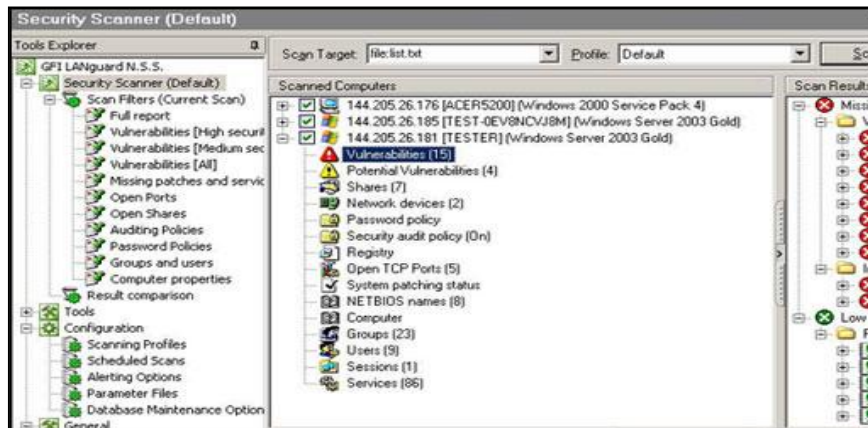 Security Scanner (Default)
Tools Explorer
GFI LANguard N.S.S.
Security Scanner (Default)
Scan Filters (Current Scan)
Full report
Vulnerabilities [High securit
Vulnerabilities [Medium sec
Vulnerabilities [All]
Missing patches and servic
Open Ports
Open Shares
Auditing Policies
Password Policies
Groups and users
Computer properties
Result comparison
Tools
Configuration
Scanning Profiles
Scheduled Scans
Alerting Options
Parameter Files
Database Maintenance Option
General
Scan Target: file:list.txt
Profile: Default
Sc
Scanned Computers
144.205.26.176 [ACER5200] (Windows 2000 Service Pack 4)
144.205.26.185 [TEST-0EV8NCVJ8M] (Windows Server 2003 Gold)
144.205.26.181 [TESTER] (Windows Server 2003 Gold)
Vulnerabilities (15)
Potential Vulnerabilities (4)
Shares (7)
Network devices (2)
Password policy
Security audit policy (On)
Registry
Open TCP Ports (5)
System patching status
NETBIOS names (8)
Computer
Groups (23)
Users (9)
Sessions (1)
Services (86)
Scan Results
Missi
Low